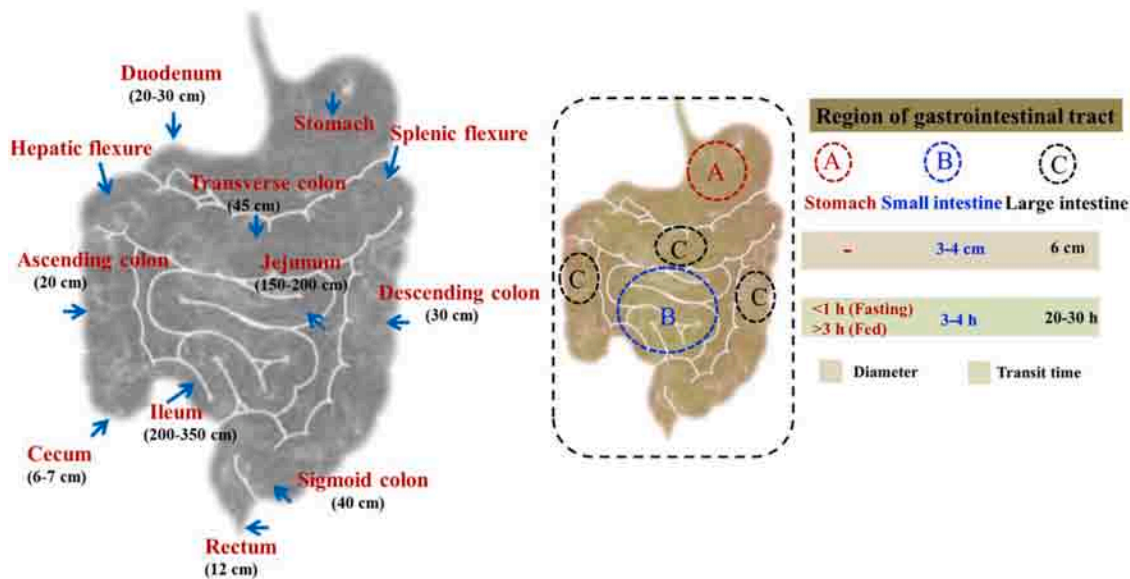 Duodenum
(20-30 cm)
Stomach
Hepatic flexure
Splenic flexure
Transverse colon
(45 cm)
Ascending colon
(20 cm)
Jejunum
(150-200 cm)
Descending colon
(30 cm)
Ileum
(200-350 cm)
Cecum
(6-7 cm)
Sigmoid colon
(40 cm)
Rectum
(12 cm)
A
C
C
C
B
Region of gastrointestinal tract
A B C
Stomach Small intestine Large intestine
- 3-4 cm 6 cm
<1 h (Fasting)
>3 h (Fed)
3-4 h 20-30 h
Diameter Transit time